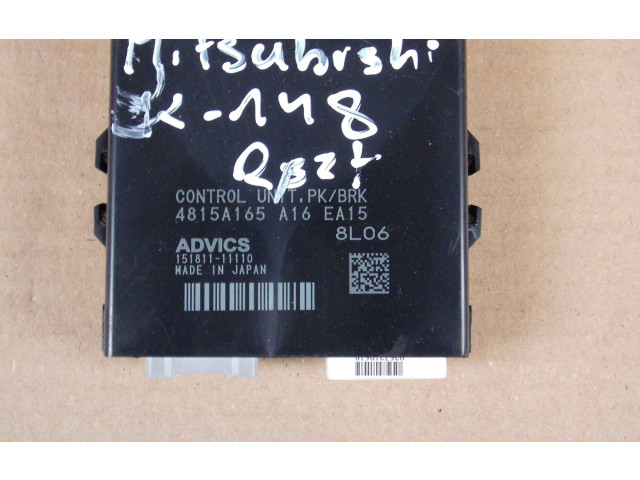 Mitsubishi
K-148
CONTROL UNIT.PK/BRK
4815A165 A16 EA15
8L06
ADVICS
151811-11110
MADE IN JAPAN